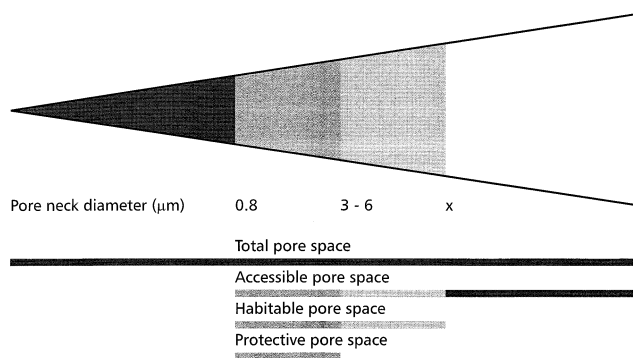 Pore neck diameter (μm) 0.8 3 - 6 x
Total pore space
Accessible pore space
Habitable pore space
Protective pore space